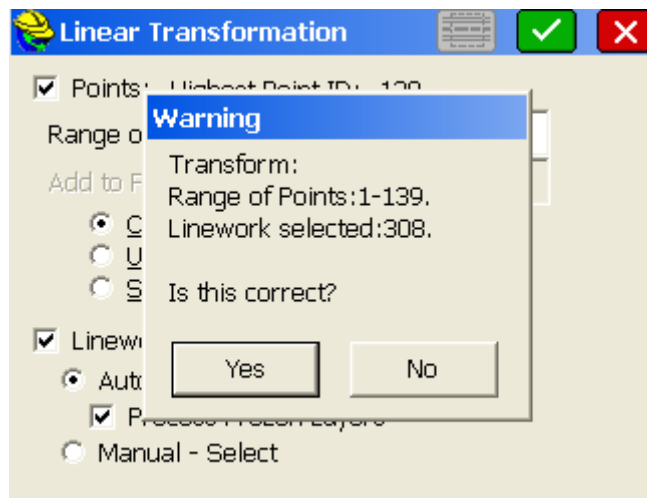 Linear Transformation
Points:
Range o
Add to F
C
U
S
Linew
Auto
Manual - Select
Warning
Transform:
Range of Points:1-139.
Linework selected:308.
Is this correct?
Yes
No